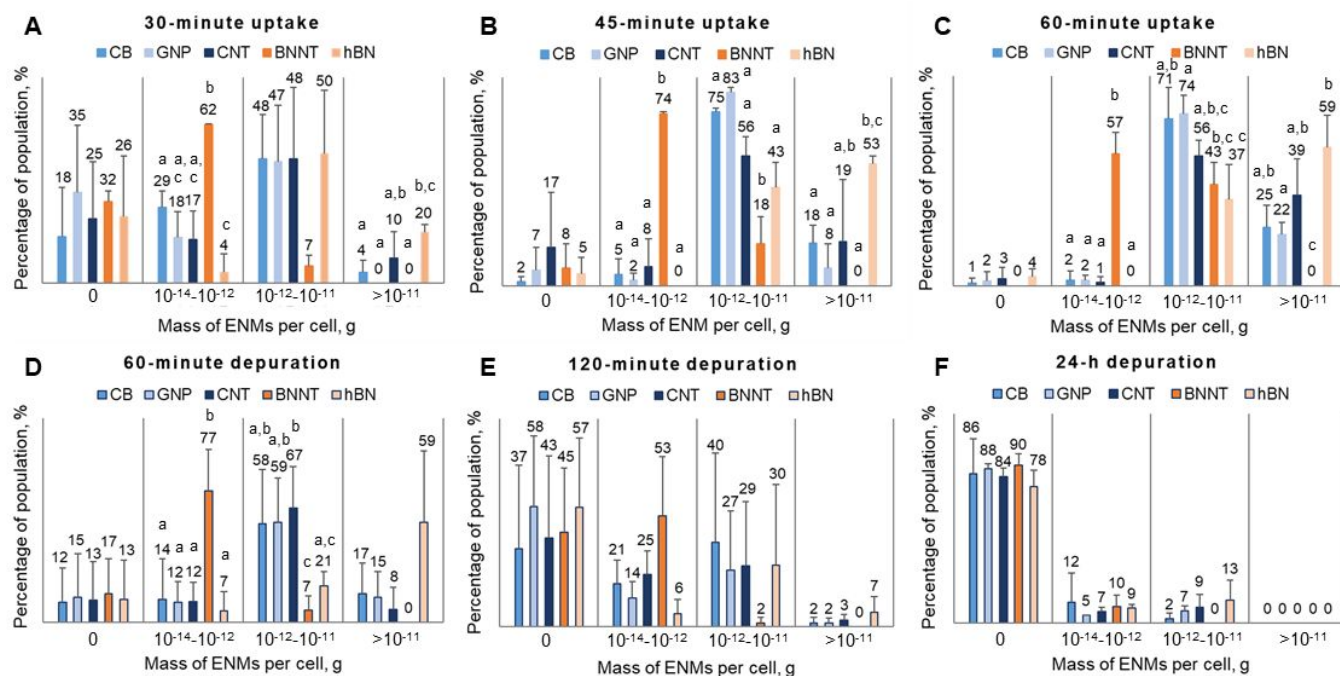 A
30-minute uptake
CB GNP CNT BNNT hBN
Percentage of population, %
18 35 25 32 26
a a, a, b c
c c
29 18 17 62 4
48 47 48 7 50
a a a,b a b,c
4 0 10 0 20
0 10⁻¹⁴-10⁻¹² 10⁻¹²-10⁻¹¹ >10⁻¹¹
Mass of ENMs per cell, g
B
45-minute uptake
CB GNP CNT BNNT hBN
Percentage of population, %
2 7 17 8 5
a a a b a
5 2 8 74 0
a a a b a
75 83 56 18 43
a a a,b a b,c
18 8 19 0 53
0 10⁻¹⁴-10⁻¹² 10⁻¹²-10⁻¹¹ >10⁻¹¹
Mass of ENM per cell, g
C
60-minute uptake
CB GNP CNT BNNT hBN
Percentage of population, %
1 2 3 0 4
a a a b a
2 2 1 57 0
a,b a a,b,c b,c c
71 74 56 43 37
a,b a a,b c b
25 22 39 0 59
0 10⁻¹⁴-10⁻¹² 10⁻¹²-10⁻¹¹ >10⁻¹¹
Mass of ENMs per cell, g
D
60-minute depuration
CB GNP CNT BNNT hBN
Percentage of population, %
12 15 13 17 13
a a a b a
14 12 12 77 7
a,b a,b b c a,c
58 59 67 7 21
17 15 8 0 59
0 10⁻¹⁴-10⁻¹² 10⁻¹²-10⁻¹¹ >10⁻¹¹
Mass of ENMs per cell, g
E
120-minute depuration
CB GNP CNT BNNT hBN
Percentage of population, %
37 58 43 45 57
21 14 25 53 6
40 27 29 2 30
2 2 3 0 7
0 10⁻¹⁴-10⁻¹² 10⁻¹²-10⁻¹¹ >10⁻¹¹
Mass of ENMs per cell, g
F
24-h depuration
CB GNP CNT BNNT hBN
Percentage of population, %
86 88 84 90 78
12 5 7 10 9
2 7 9 0 13
0 0 0 0 0
0 10⁻¹⁴-10⁻¹² 10⁻¹²-10⁻¹¹ >10⁻¹¹
Mass of ENMs per cell, g